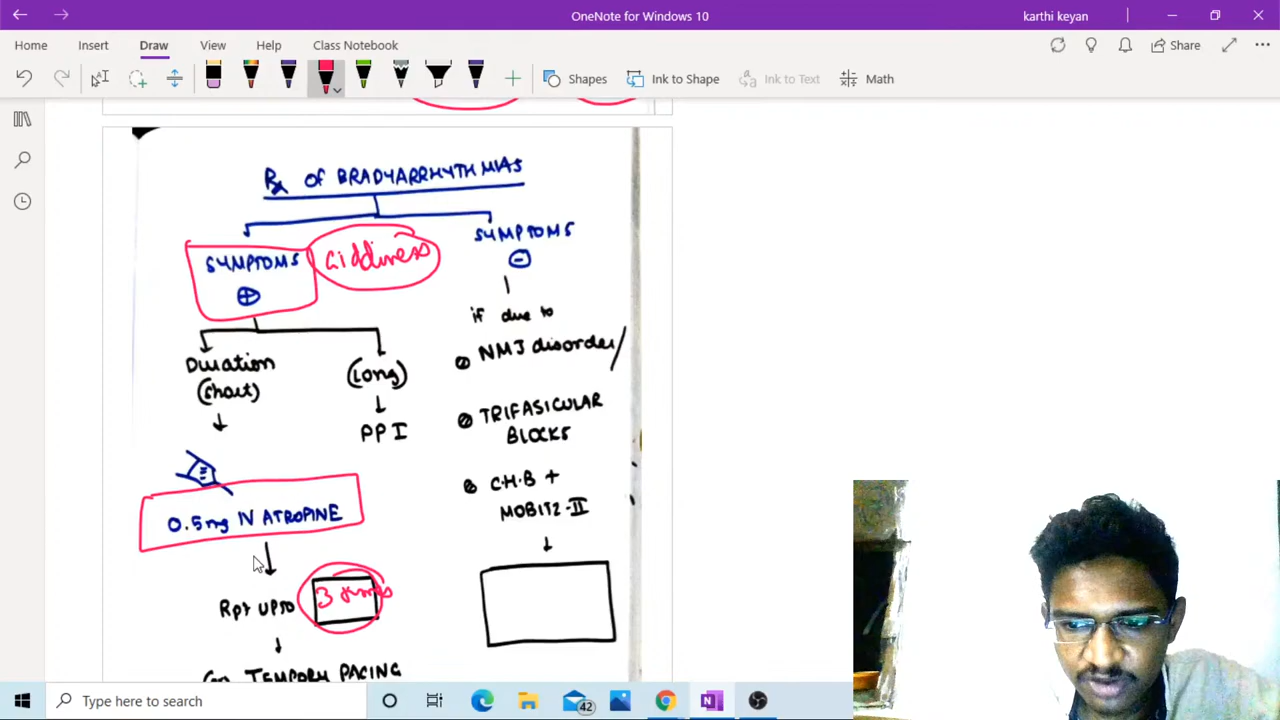 OneNote for Windows 10
karthi keyan
Home Insert Draw View Help Class Notebook
Share
Shapes Ink to Shape Ink to Text Math
Rx of BRADYARRHYTHMIAS
SYMPTOMS
Giddiness
SYMPTOMS
⊕
⊖
if due to
Duration
(short)
(Long)
NMJ disorder/
PPI
TRIFASICULAR
BLOCKS
C.H.B +
MOBITZ-II
0.5mg IV ATROPINE
Rpt upto 3 times
TEMPORY PACING
Type here to search
42